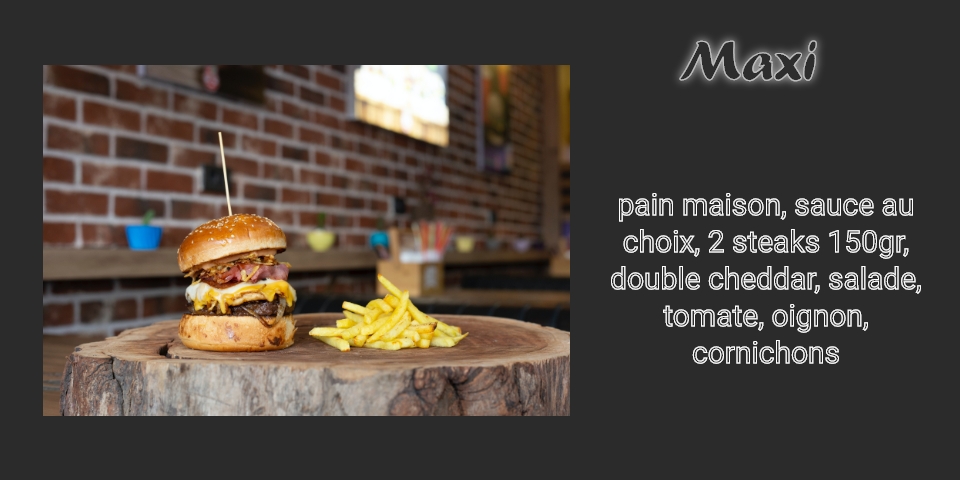 Maxi
pain maison, sauce au
choix, 2 steaks 150gr,
double cheddar, salade,
tomate, oignon,
cornichons